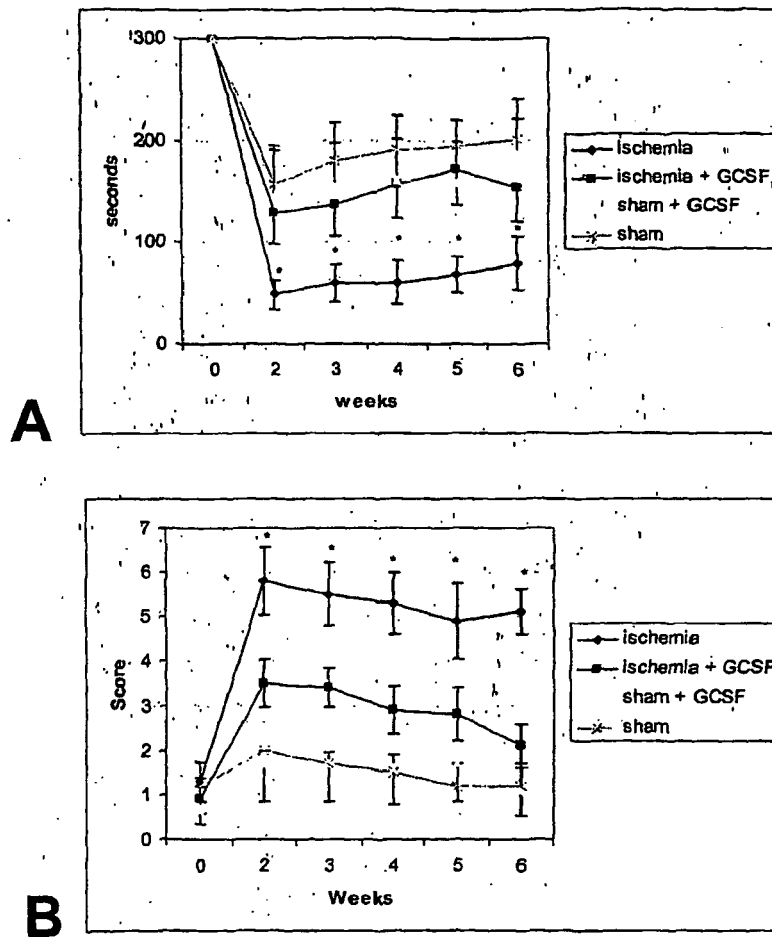 300
200
100
0
seconds
0 2 3 4 5 6
weeks
ischemia
ischemia + GCSF
sham + GCSF
sham
A
7
6
5
4
3
2
1
0
Score
* * * * *
0 2 3 4 5 6
Weeks
ischemia
ischemia + GCSF
sham + GCSF
sham
B